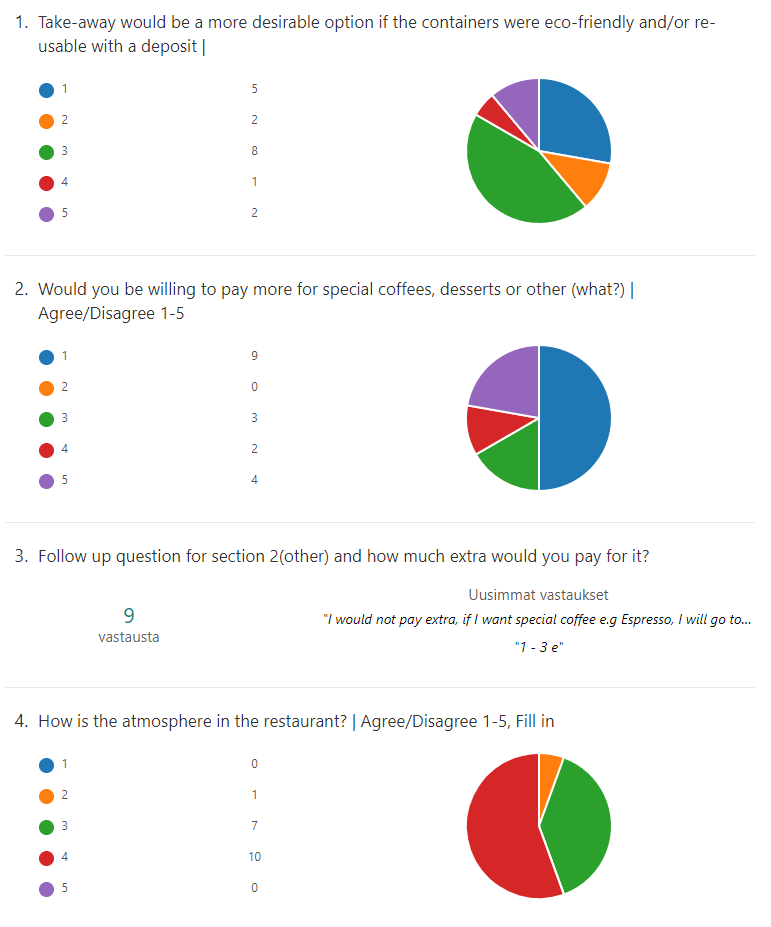 1. Take-away would be a more desirable option if the containers were eco-friendly and/or re-
usable with a deposit |
1 5
2 2
3 8
4 1
5 2
2. Would you be willing to pay more for special coffees, desserts or other (what?) |
Agree/Disagree 1-5
1 9
2 0
3 3
4 2
5 4
3. Follow up question for section 2(other) and how much extra would you pay for it?
9
vastausta
Uusimmat vastaukset
"I would not pay extra, if I want special coffee e.g Espresso, I will go to...
"1 - 3 e"
4. How is the atmosphere in the restaurant? | Agree/Disagree 1-5, Fill in
1 0
2 1
3 7
4 10
5 0